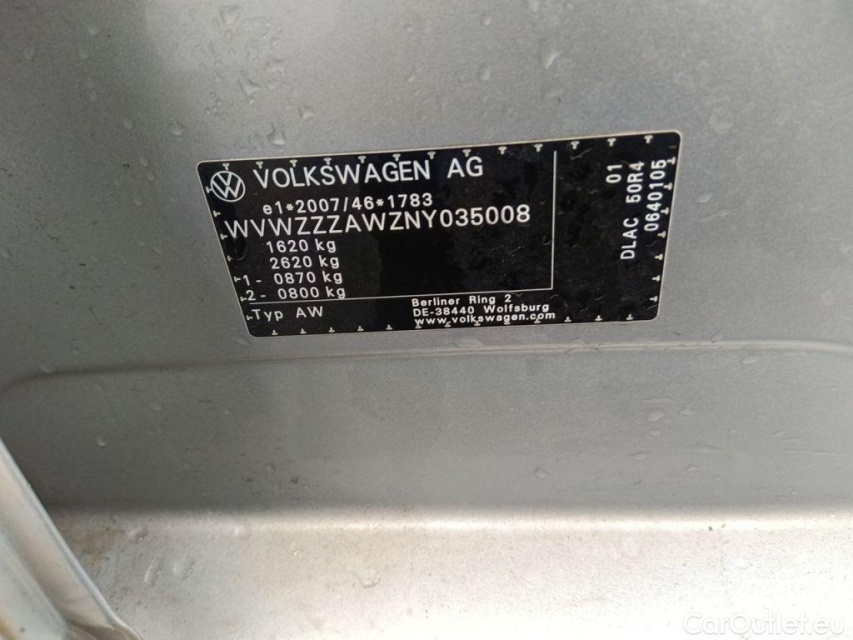 VOLKSWAGEN AG
e1*2007/46*1783
WVWZZZAWZNY035008
1620 kg
2620 kg
1- 0870 kg
2- 0800 kg
Typ AW
Berliner Ring 2
DE-38440 Wolfsburg
www.volkswagen.com
01
DLAC 50R4
0640105
CarOutlet.eu